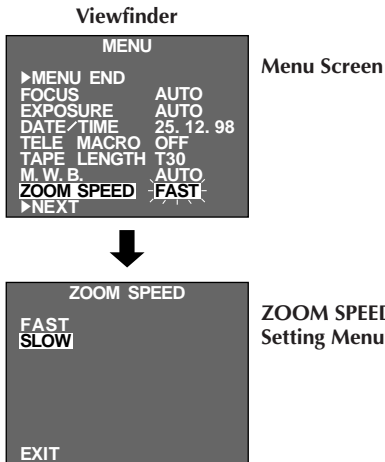 Viewfinder
MENU
Menu Screen
▶MENU END
FOCUS AUTO
EXPOSURE AUTO
DATE/TIME 25. 12. 98
TELE MACRO OFF
TAPE LENGTH T30
M. W. B. AUTO
ZOOM SPEED FAST
▶NEXT
ZOOM SPEED
ZOOM SPEED
Setting Menu
FAST
SLOW
EXIT